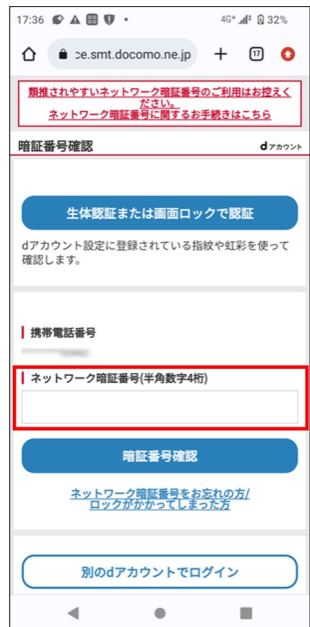 17:36
4G+ 32%
:e.smt.docomo.ne.jp
17
類推されやすいネットワーク暗証番号のご利用はお控えく
ださい。
ネットワーク暗証番号に関するお手続きはこちら
暗証番号確認
d アカウント
生体認証または画面ロックで認証
dアカウント設定に登録されている指紋や虹彩を使って
確認します。
携帯電話番号
ネットワーク暗証番号(半角数字4桁)
暗証番号確認
ネットワーク暗証番号をお忘れの方/
ロックがかかってしまった方
別のdアカウントでログイン